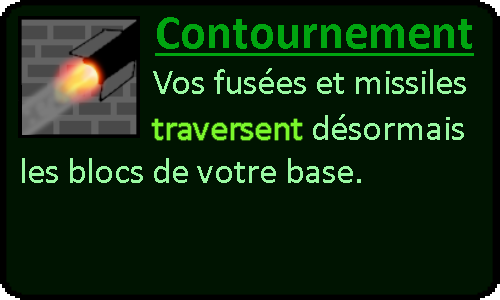 Contournement
Vos fusées et missiles
traversent désormais
les blocs de votre base.